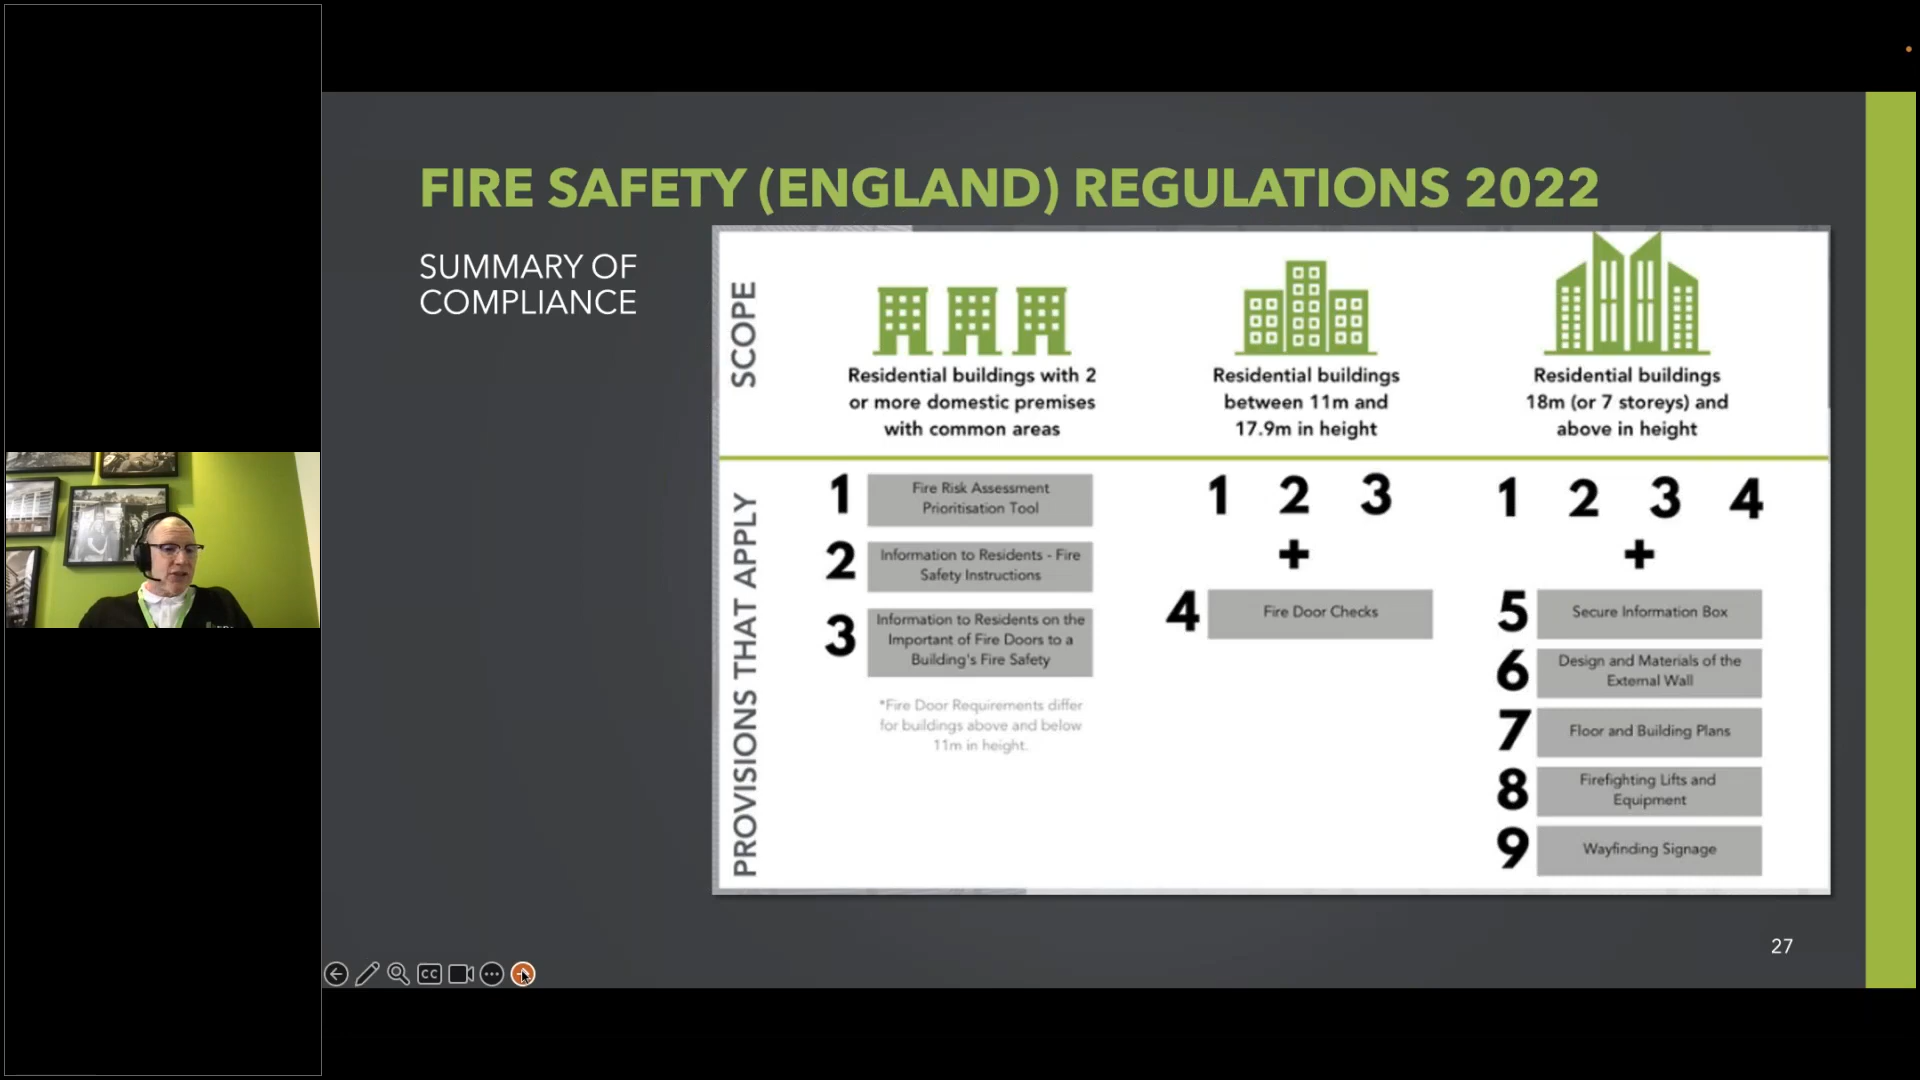 FIRE SAFETY (ENGLAND) REGULATIONS 2022
SUMMARY OF
COMPLIANCE
SCOPE
Residential buildings with 2
or more domestic premises
with common areas
Residential buildings
between 11m and
17.9m in height
Residential buildings
18m (or 7 storeys) and
above in height
PROVISIONS THAT APPLY
1
Fire Risk Assessment
Prioritisation Tool
2
Information to Residents - Fire
Safety Instructions
3
Information to Residents on the
Important of Fire Doors to a
Building's Fire Safety
*Fire Door Requirements differ
for buildings above and below
11m in height.
1 2 3
+
4
Fire Door Checks
1 2 3 4
+
5
Secure Information Box
6
Design and Materials of the
External Wall
7
Floor and Building Plans
8
Firefighting Lifts and
Equipment
9
Wayfinding Signage
27
CC